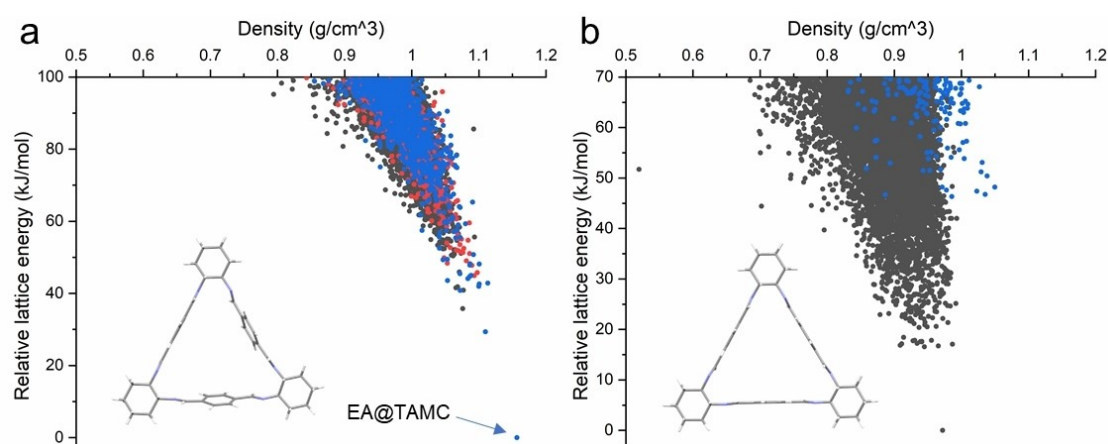 a
Density (g/cm^3)
0.5 0.6 0.7 0.8 0.9 1 1.1 1.2
Relative lattice energy (kJ/mol)
100
80
60
40
20
0
EA@TAMC
b
Density (g/cm^3)
0.5 0.6 0.7 0.8 0.9 1 1.1 1.2
Relative lattice energy (kJ/mol)
70
60
50
40
30
20
10
0